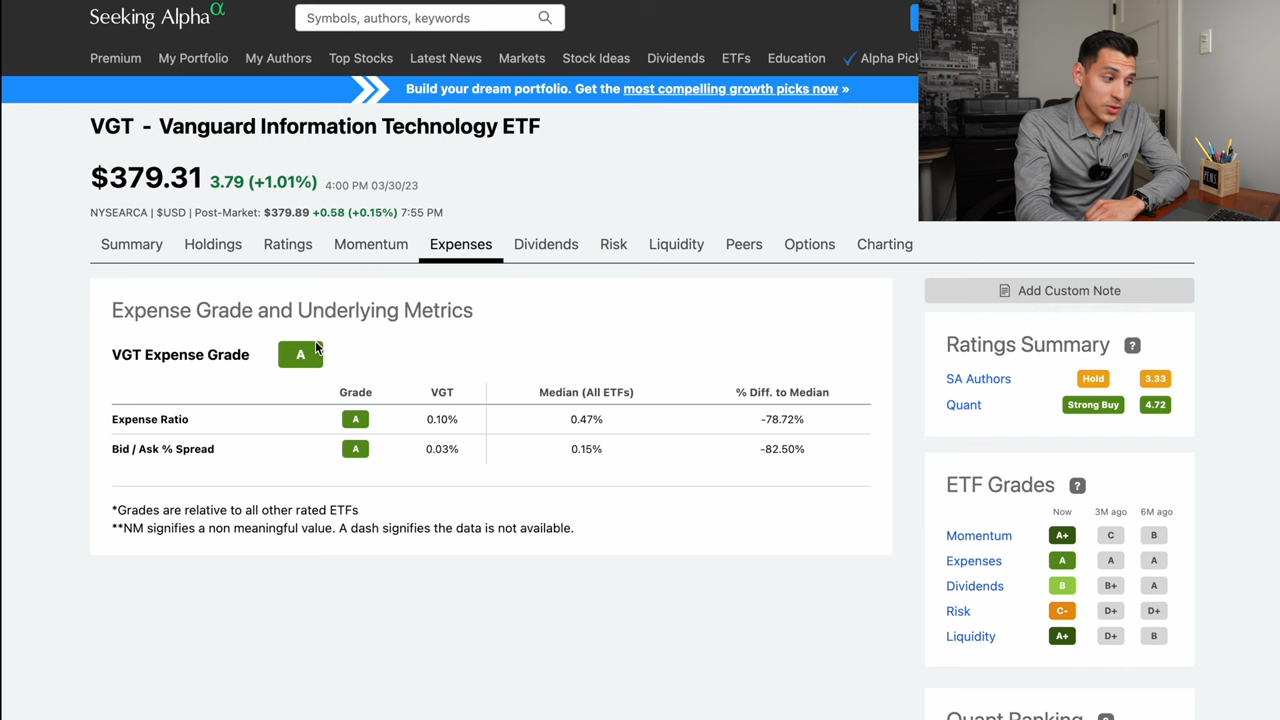 Seeking Alpha α
Symbols, authors, keywords
Premium My Portfolio My Authors Top Stocks Latest News Markets Stock Ideas Dividends ETFs Education Alpha Pick
Build your dream portfolio. Get the most compelling growth picks now »
VGT - Vanguard Information Technology ETF
$379.31 3.79 (+1.01%) 4:00 PM 03/30/23
NYSEARCA | $USD | Post-Market: $379.89 +0.58 (+0.15%) 7:55 PM
Summary Holdings Ratings Momentum Expenses Dividends Risk Liquidity Peers Options Charting
Expense Grade and Underlying Metrics
VGT Expense Grade A
Grade VGT Median (All ETFs) % Diff. to Median
Expense Ratio A 0.10% 0.47% -78.72%
Bid / Ask % Spread A 0.03% 0.15% -82.50%
*Grades are relative to all other rated ETFs
**NM signifies a non meaningful value. A dash signifies the data is not available.
Add Custom Note
Ratings Summary ?
SA Authors Hold 3.33
Quant Strong Buy 4.72
ETF Grades ?
Now 3M ago 6M ago
Momentum A+ C B
Expenses A A A
Dividends B B+ A
Risk C- D+ D+
Liquidity A+ D+ B
Quant Ranking ?